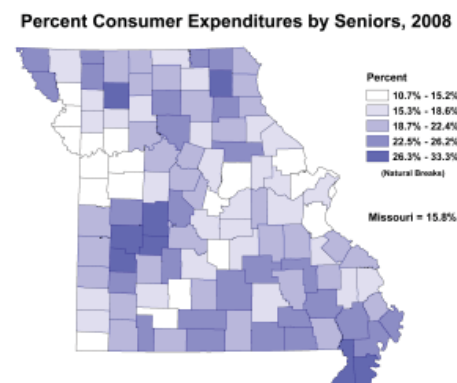 Percent Consumer Expenditures by Seniors, 2008
Percent
10.7% - 15.2%
15.3% - 18.6%
18.7% - 22.4%
22.5% - 26.2%
26.3% - 33.3%
(Natural Breaks)
Missouri = 15.8%